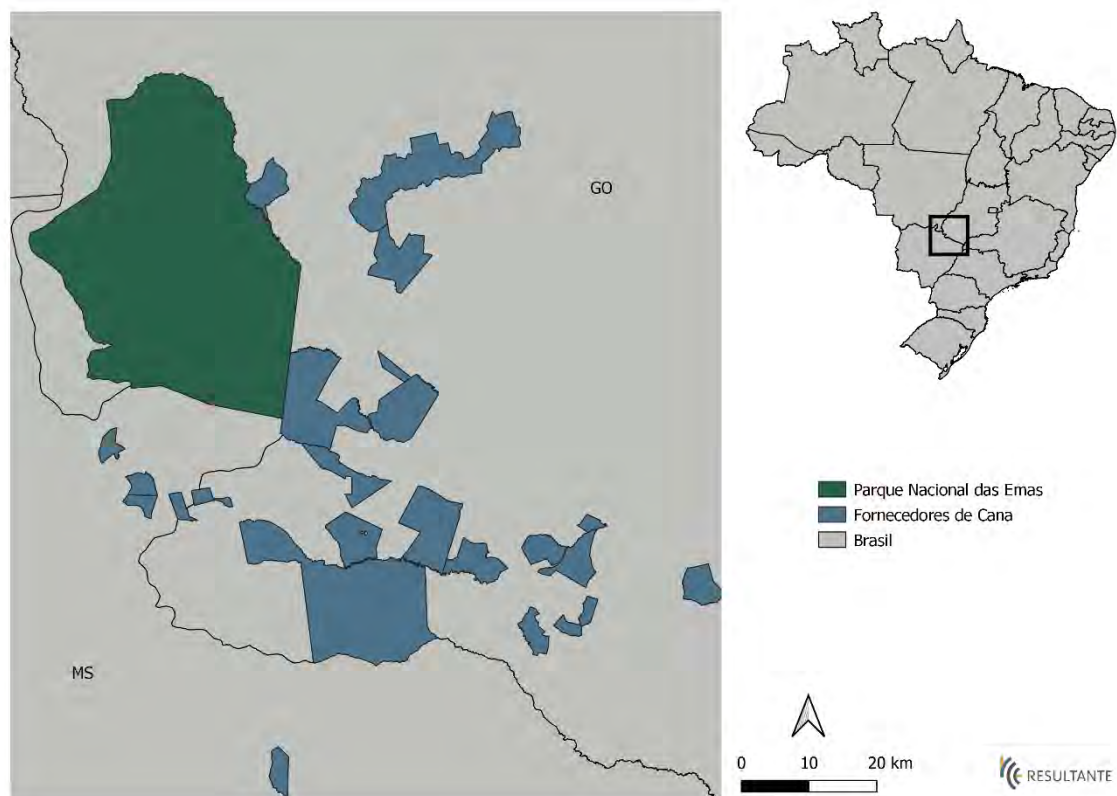 GO
MS
Parque Nacional das Emas
Fornecedores de Cana
Brasil
0 10 20 km
RESULTANTE